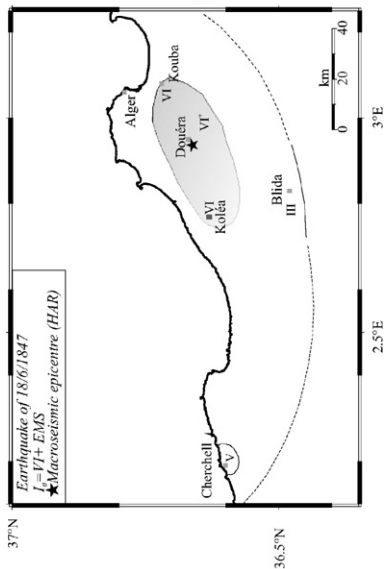 Earthquake of 18/6/1847
I₀=VI+ EMS
★Macroseismic epicentre (HAR)
37°N
36.5°N
2.5°E
3°E
Alger
VI Kouba
Douéra
VI⁺
VI
Koléa
Blida
III
Cherchell
V
km
0 20 40